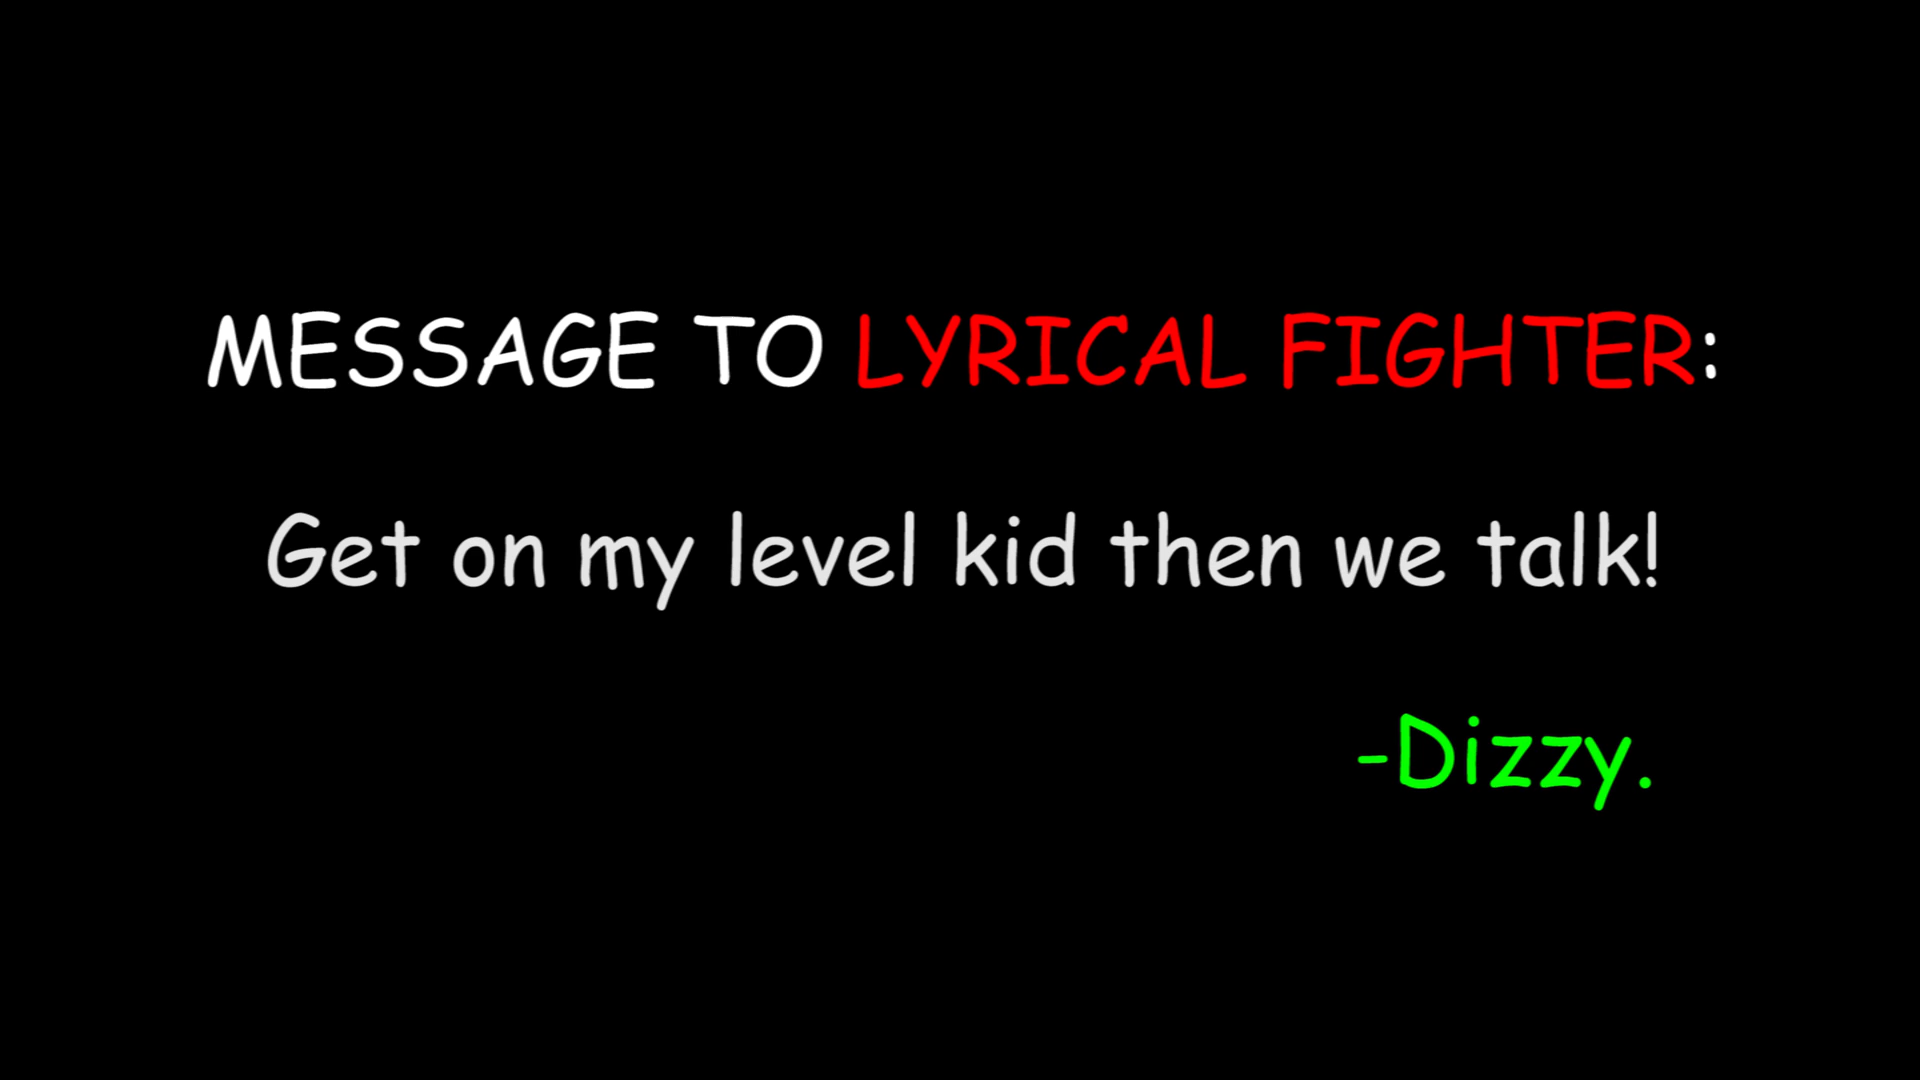 MESSAGE TO LYRICAL FIGHTER:
Get on my level kid then we talk!
-Dizzy.